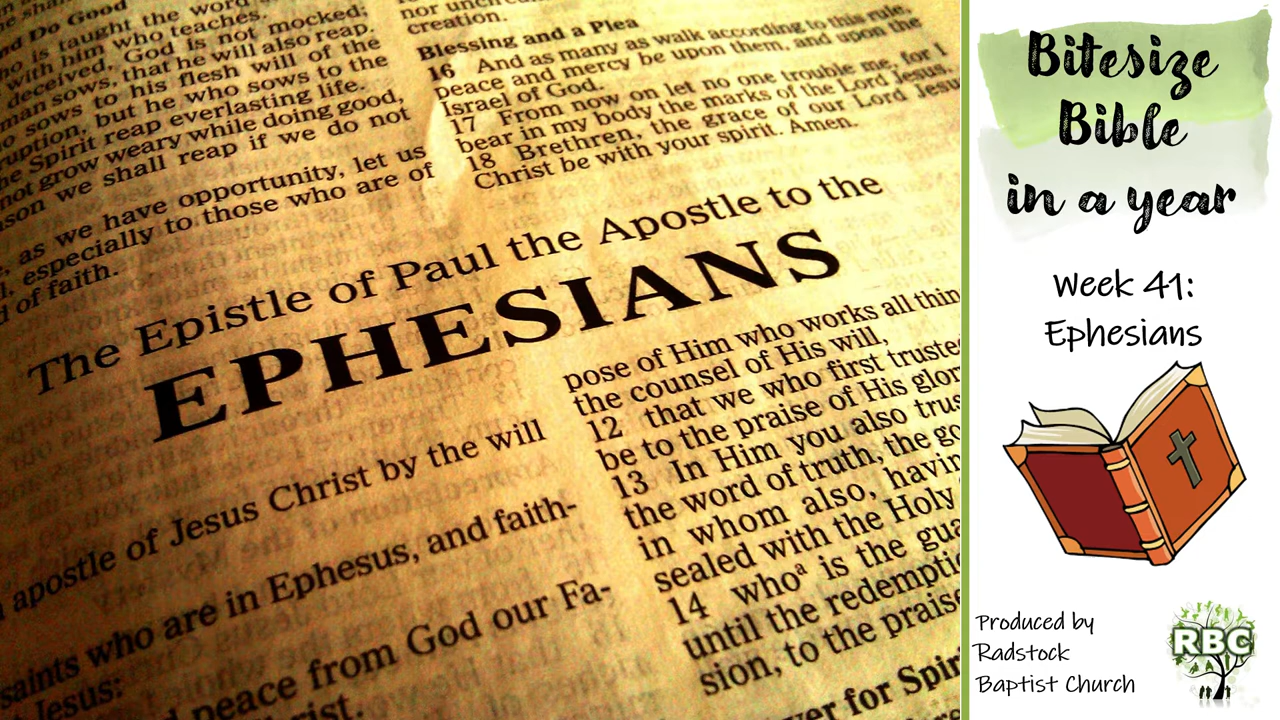 Do Good
is taught the word
with him who teaches.
deceived, God is not mocked;
man sows, that he will also reap.
sows to his flesh will of the
but he who sows to the
Spirit reap everlasting life.
not grow weary while doing good,
we shall reap if we do not
as we have opportunity, let us
especially to those who are of
of faith.
nor
creation.
Blessing and a Plea
16 And as many as walk according to this rule,
peace and mercy be upon them, and upon the
Israel of God.
17 From now on let no one trouble me, for I
bear in my body the marks of the Lord Jesus.
18 Brethren, the grace of our Lord Jesus
Christ be with your spirit. Amen.
The Epistle of Paul the Apostle to the
EPHESIANS
apostle of Jesus Christ by the will
saints who are in Ephesus, and faith-
Jesus:
peace from God our Fa-
pose of Him who works all
the counsel of His will,
12 that we who first
be to the praise of His
13 In Him you also
the word of truth, the
in whom also,
sealed with the Holy
14 whoª is the
until the
sion, to the
for
Bitesize
Bible
in a year
Week 41:
Ephesians
Produced by
Radstock
Baptist Church
RBC